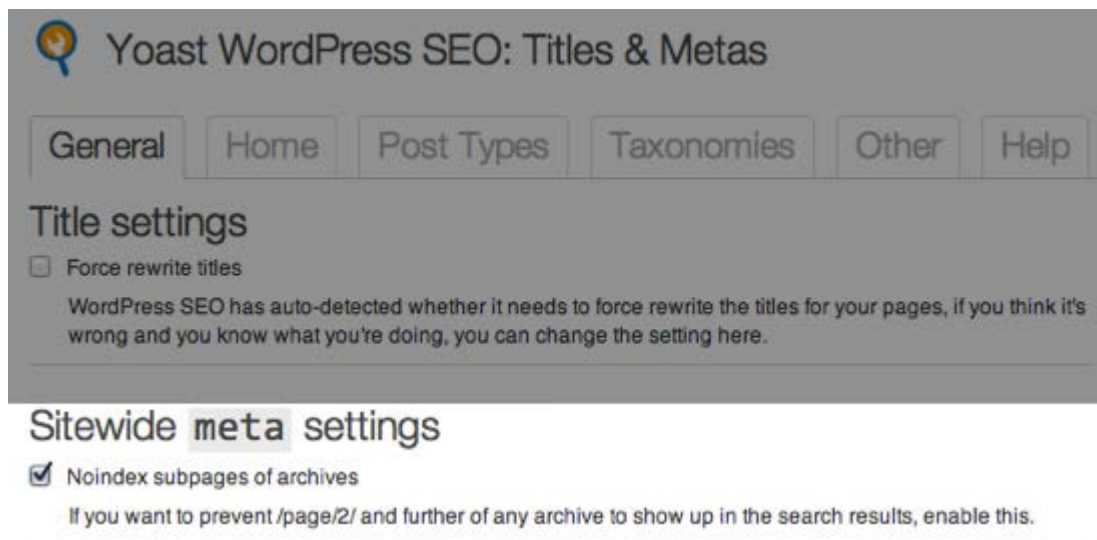 Yoast WordPress SEO: Titles & Metas
General Home Post Types Taxonomies Other Help
Title settings
Force rewrite titles
WordPress SEO has auto-detected whether it needs to force rewrite the titles for your pages, if you think it's
wrong and you know what you're doing, you can change the setting here.
Sitewide meta settings
Noindex subpages of archives
If you want to prevent /page/2/ and further of any archive to show up in the search results, enable this.